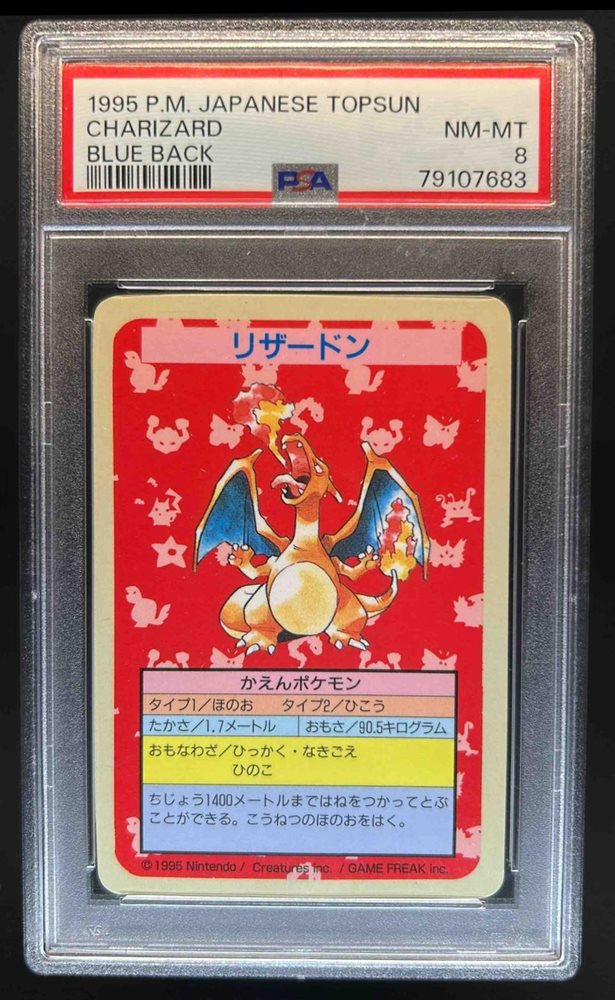 1995 P.M. JAPANESE TOPSUN
CHARIZARD NM-MT
BLUE BACK 8
PSA 79107683
リザードン
かえんポケモン
タイプ1/ほのお タイプ2/ひこう
たかさ/1.7メートル おもさ/90.5キログラム
おもなわざ/ひっかく・なきごえ
ひのこ
ちじょう1400メートルまではねをつかってとぶ
ことができる。こうねつのほのおをはく。
©1995 Nintendo / Creatures inc. / GAME FREAK inc.